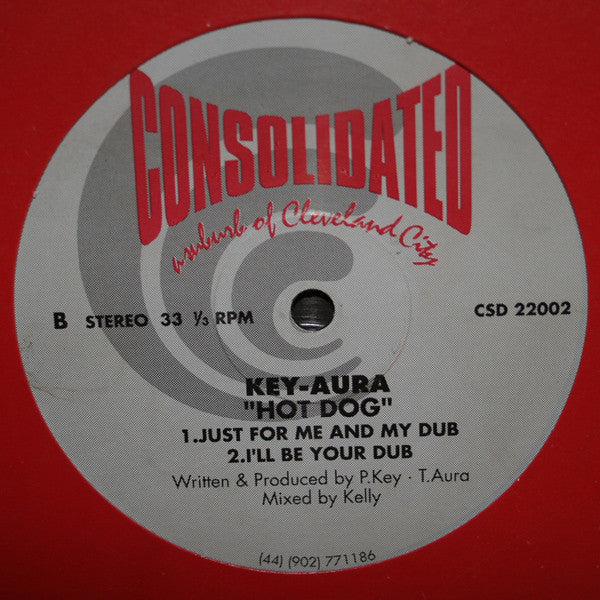 CONSOLIDATED
a suburb of Cleveland City
B STEREO 33 ⅓ RPM
CSD 22002
KEY-AURA
"HOT DOG"
1.JUST FOR ME AND MY DUB
2.I'LL BE YOUR DUB
Written & Produced by P.Key · T.Aura
Mixed by Kelly
(44) (902) 771186